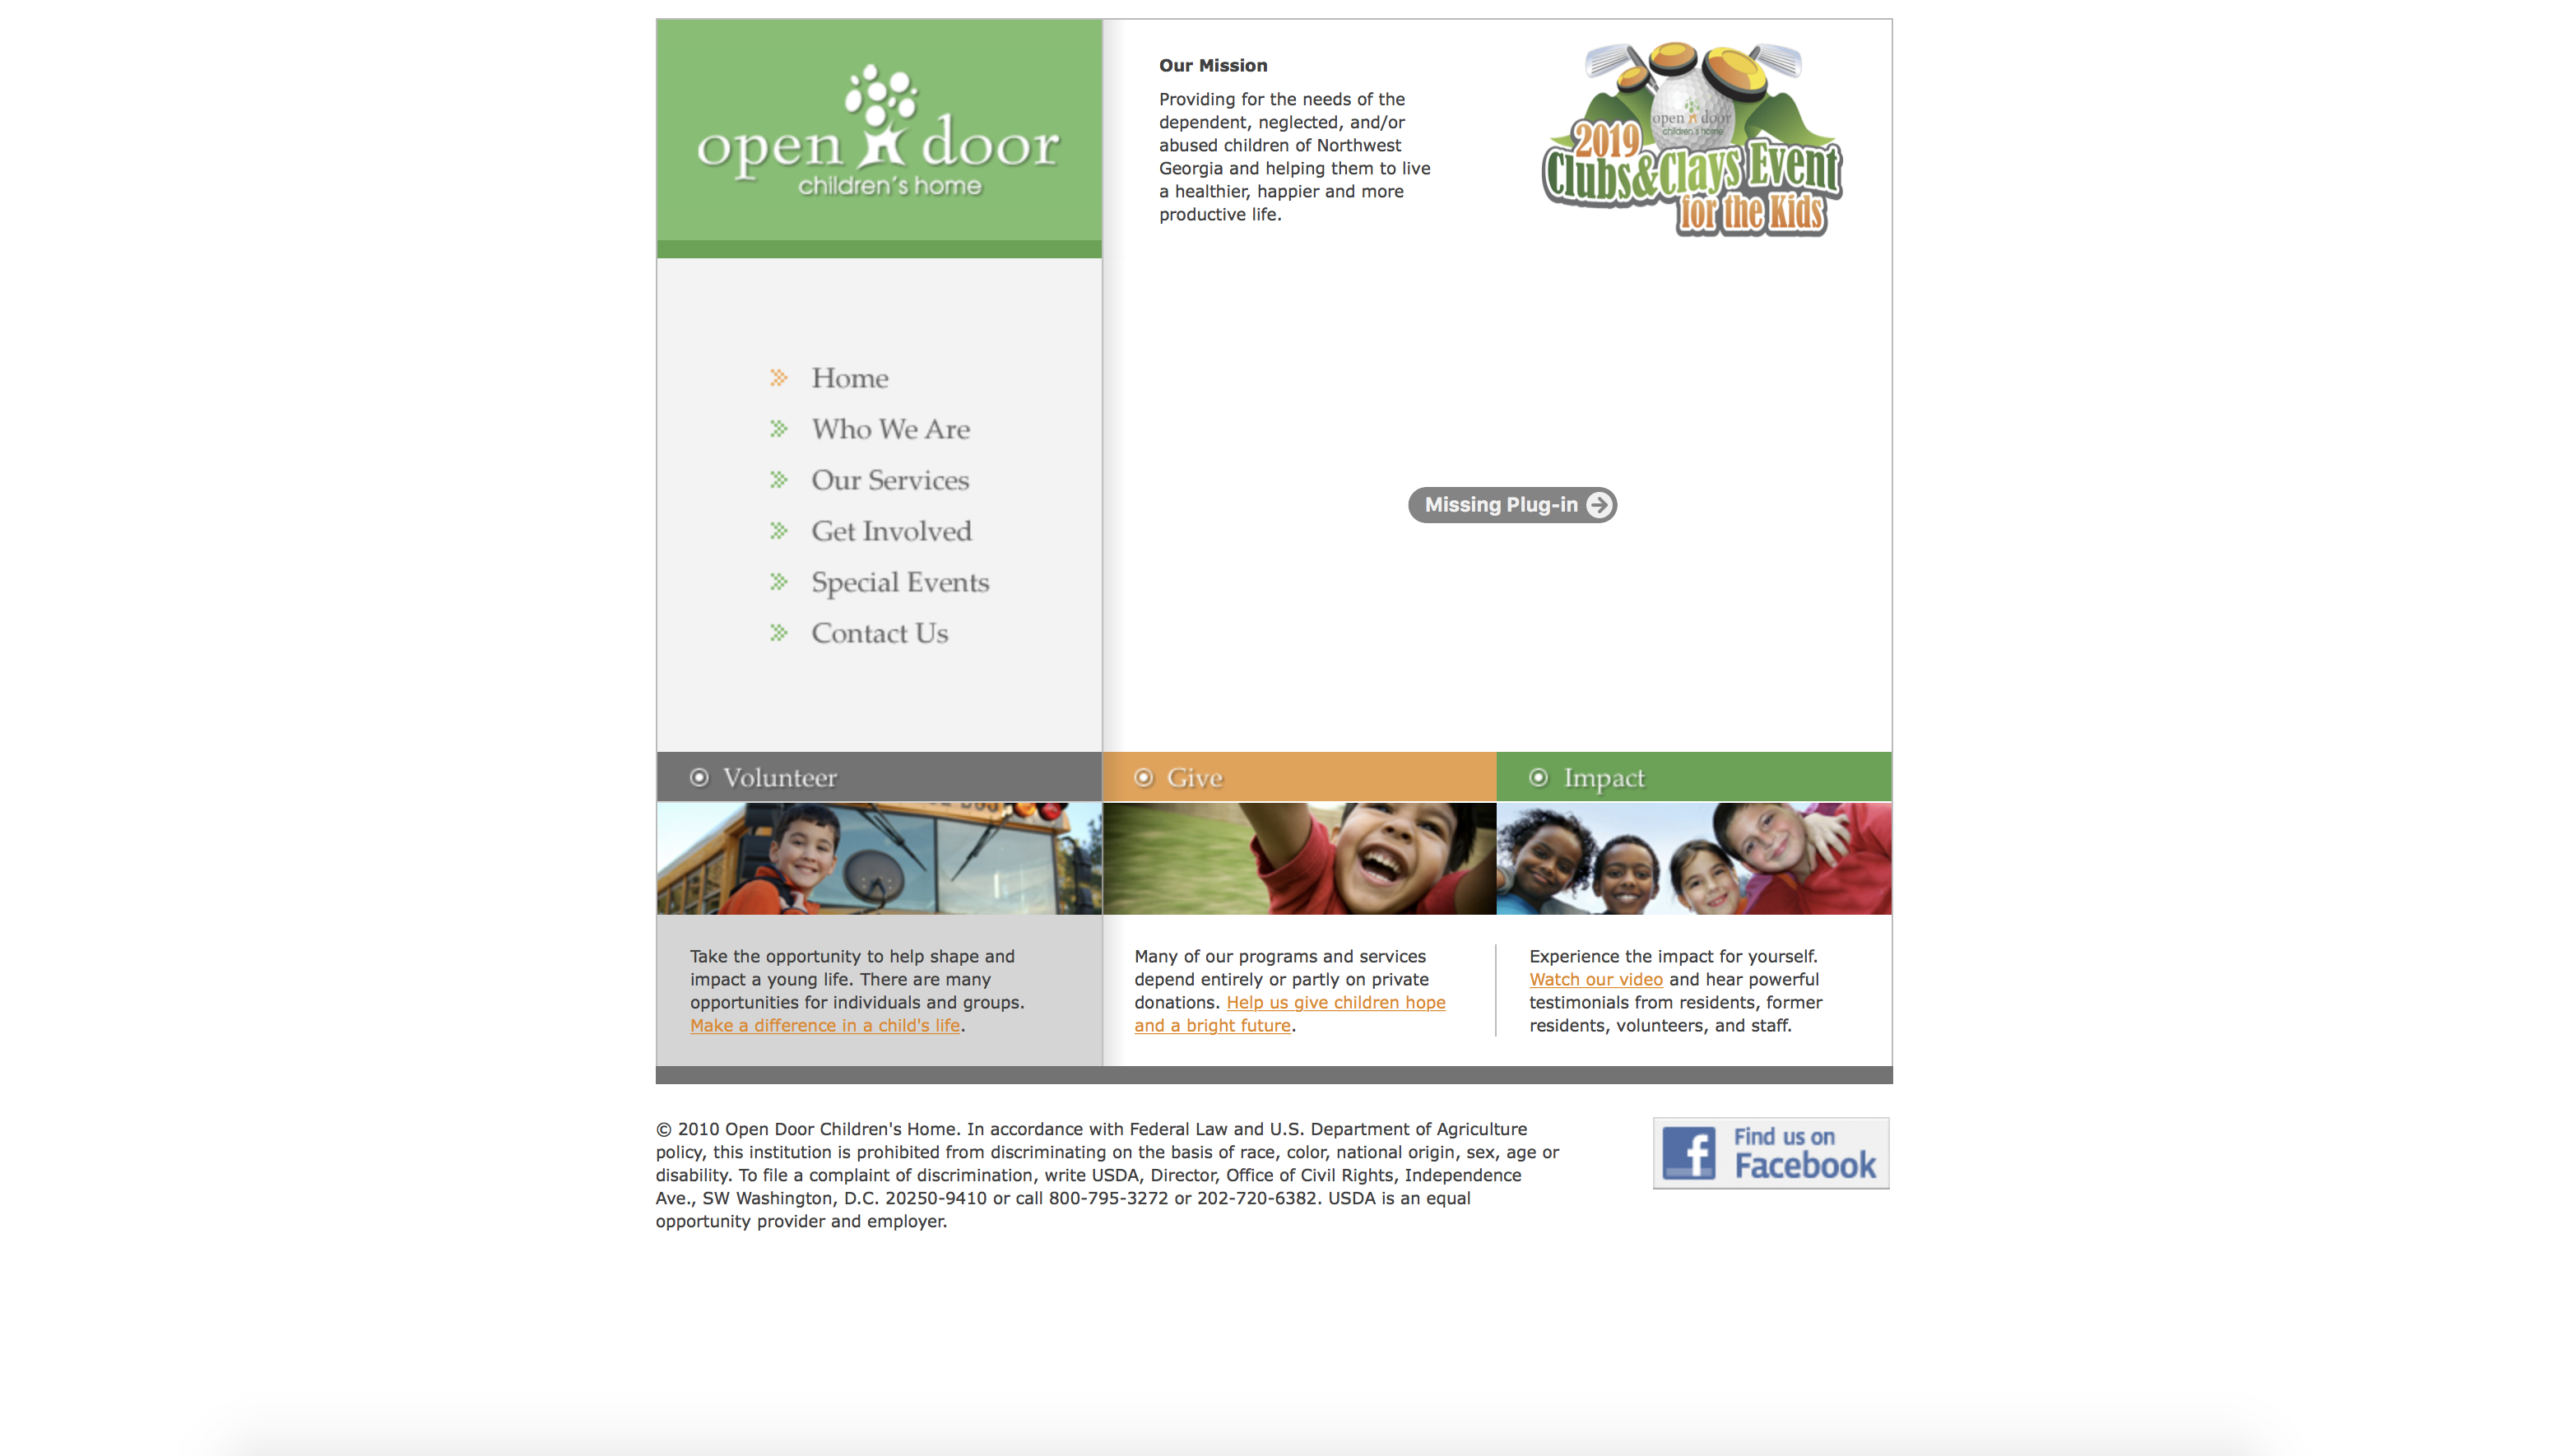 open door
children's home
Our Mission
Providing for the needs of the
dependent, neglected, and/or
abused children of Northwest
Georgia and helping them to live
a healthier, happier and more
productive life.
open door
children's home
2019
Clubs&Clays Event
for the Kids
Home
Who We Are
Our Services
Get Involved
Special Events
Contact Us
Missing Plug-in
Volunteer
Give
Impact
Take the opportunity to help shape and
impact a young life. There are many
opportunities for individuals and groups.
Make a difference in a child's life.
Many of our programs and services
depend entirely or partly on private
donations. Help us give children hope
and a bright future.
Experience the impact for yourself.
Watch our video and hear powerful
testimonials from residents, former
residents, volunteers, and staff.
© 2010 Open Door Children's Home. In accordance with Federal Law and U.S. Department of Agriculture
policy, this institution is prohibited from discriminating on the basis of race, color, national origin, sex, age or
disability. To file a complaint of discrimination, write USDA, Director, Office of Civil Rights, Independence
Ave., SW Washington, D.C. 20250-9410 or call 800-795-3272 or 202-720-6382. USDA is an equal
opportunity provider and employer.
Find us on
Facebook